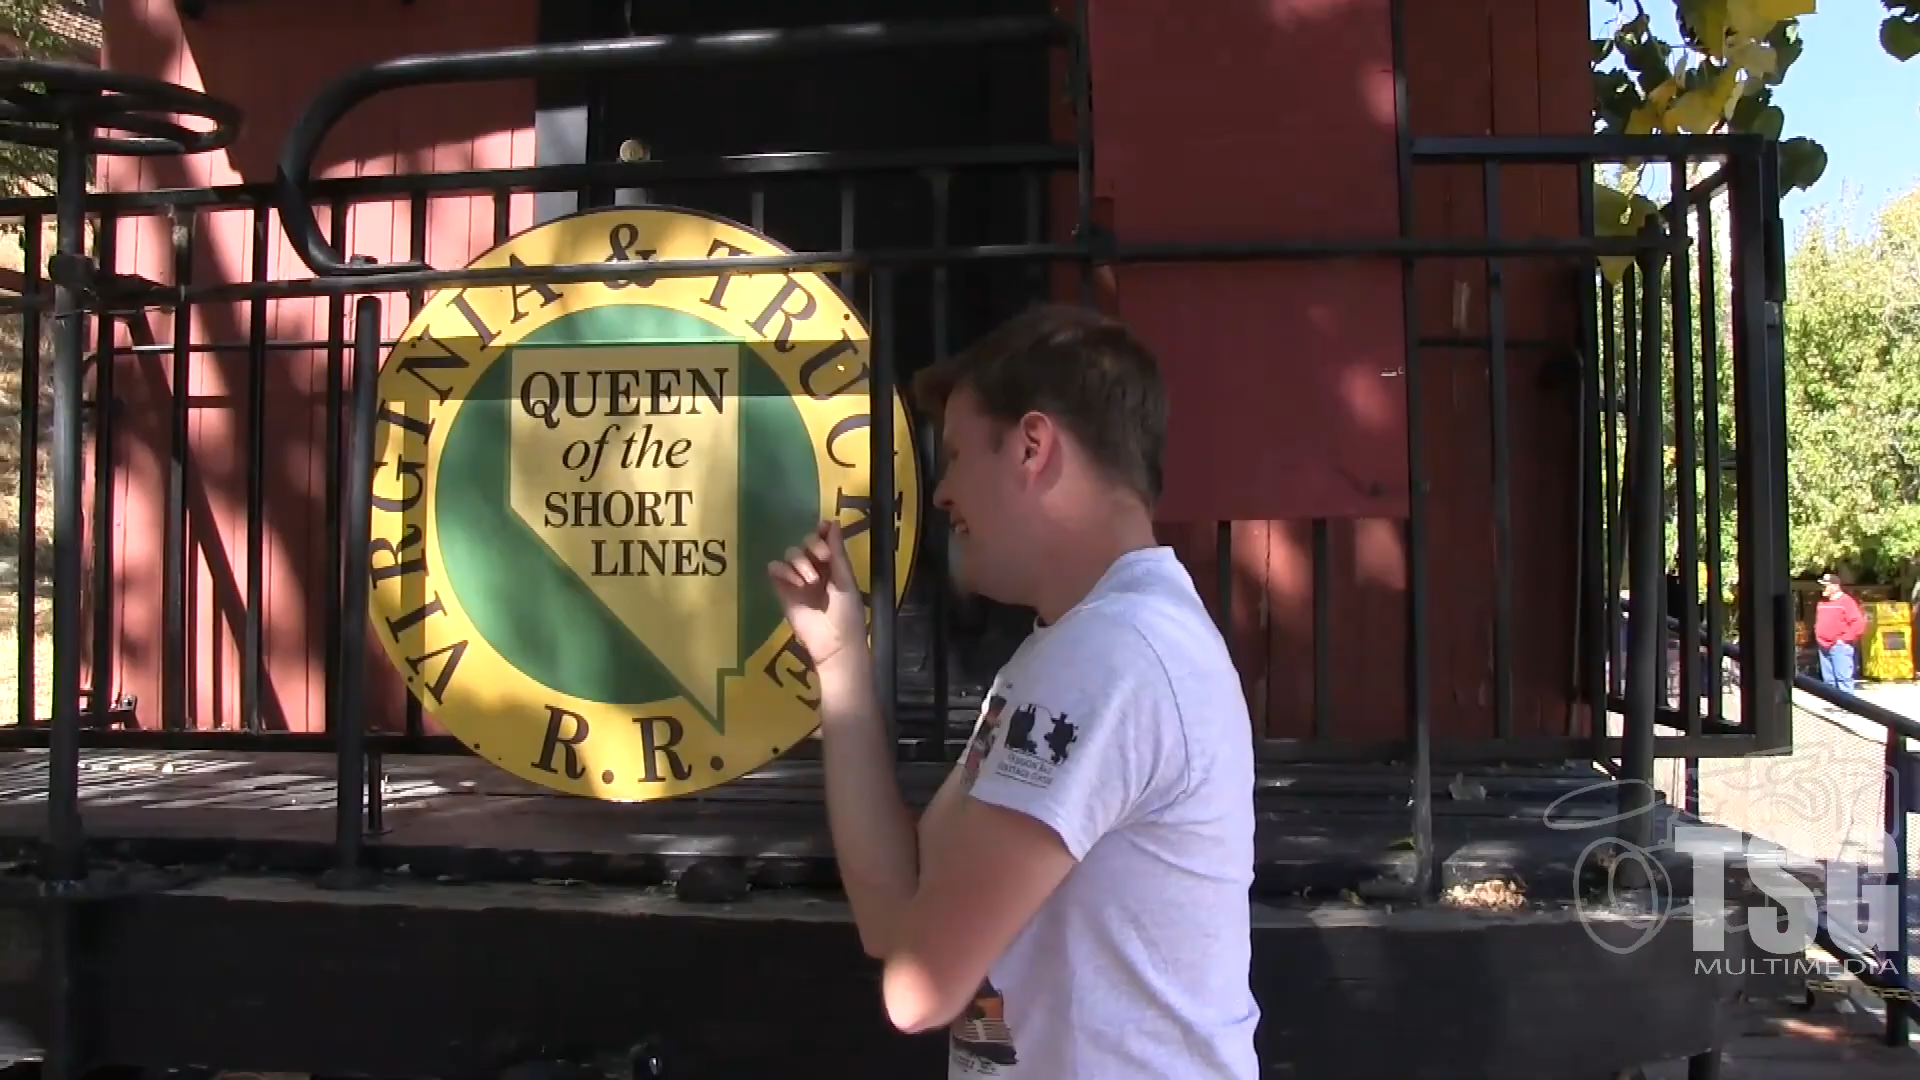 VIRGINIA & TRUCKEE
R. R.
QUEEN
of the
SHORT
LINES
TSG
MULTIMEDIA